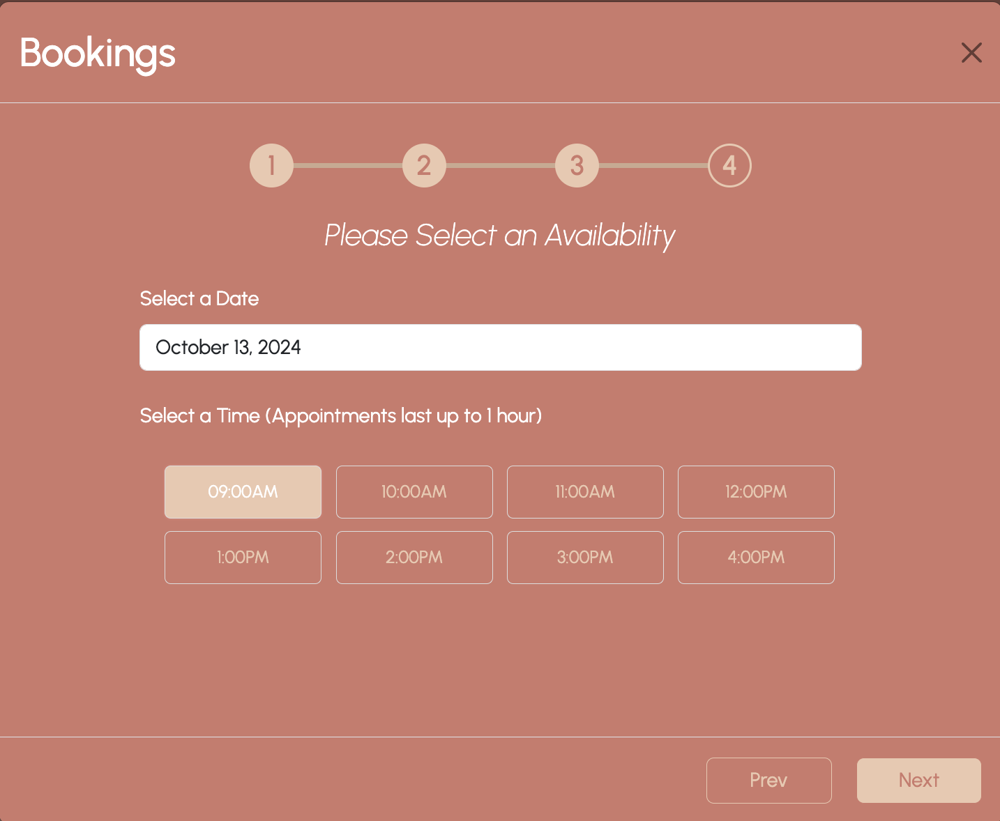 Bookings
1 2 3 4
Please Select an Availability
Select a Date
October 13, 2024
Select a Time (Appointments last up to 1 hour)
09:00AM 10:00AM 11:00AM 12:00PM
1:00PM 2:00PM 3:00PM 4:00PM
Prev Next